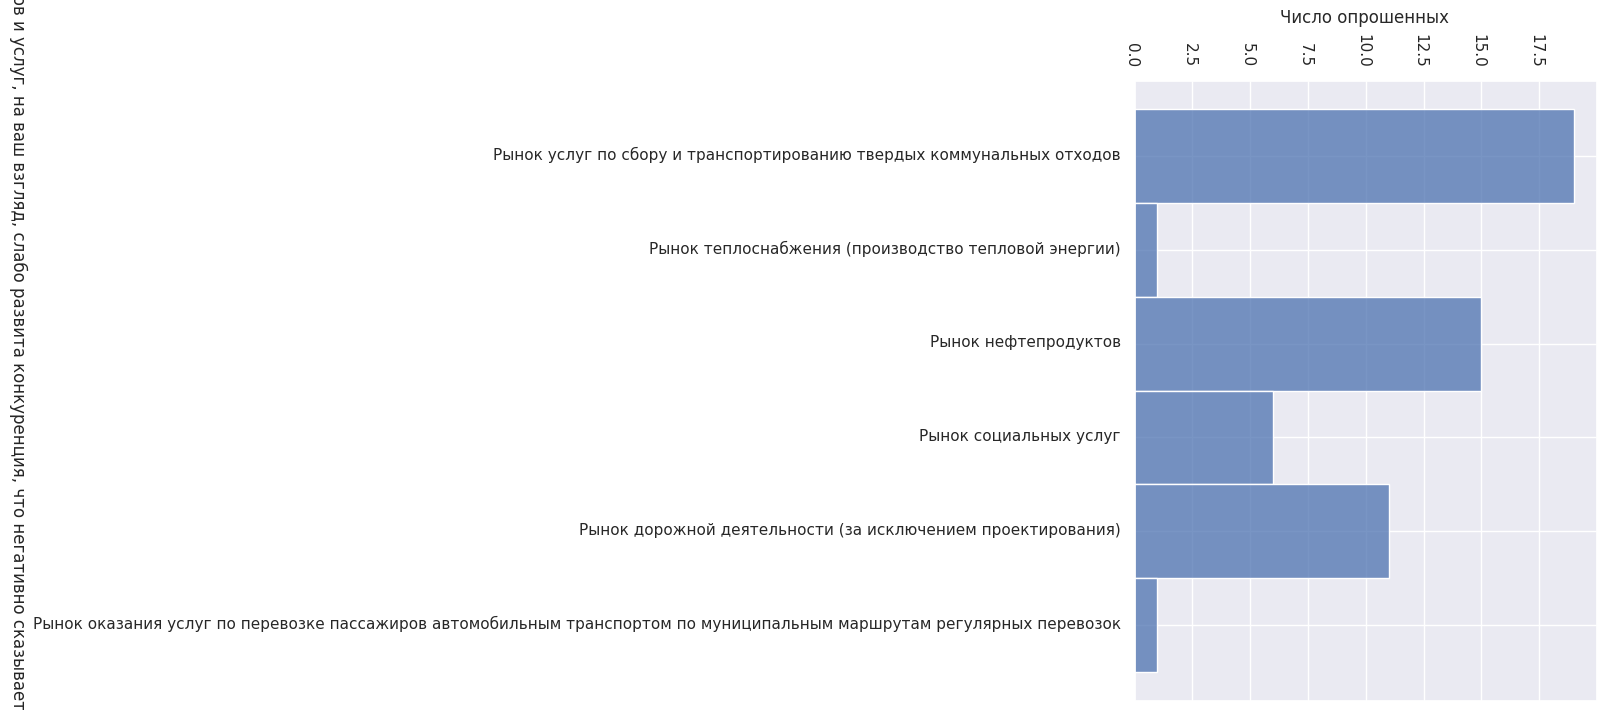 Число опрошенных
0.0
2.5
5.0
7.5
10.0
12.5
15.0
17.5
Рынок услуг по сбору и транспортированию твердых коммунальных отходов
Рынок теплоснабжения (производство тепловой энергии)
Рынок нефтепродуктов
Рынок социальных услуг
Рынок дорожной деятельности (за исключением проектирования)
Рынок оказания услуг по перевозке пассажиров автомобильным транспортом по муниципальным маршрутам регулярных перевозок
ов и услуг, на ваш взгляд, слабо развита конкуренция, что негативно сказывает